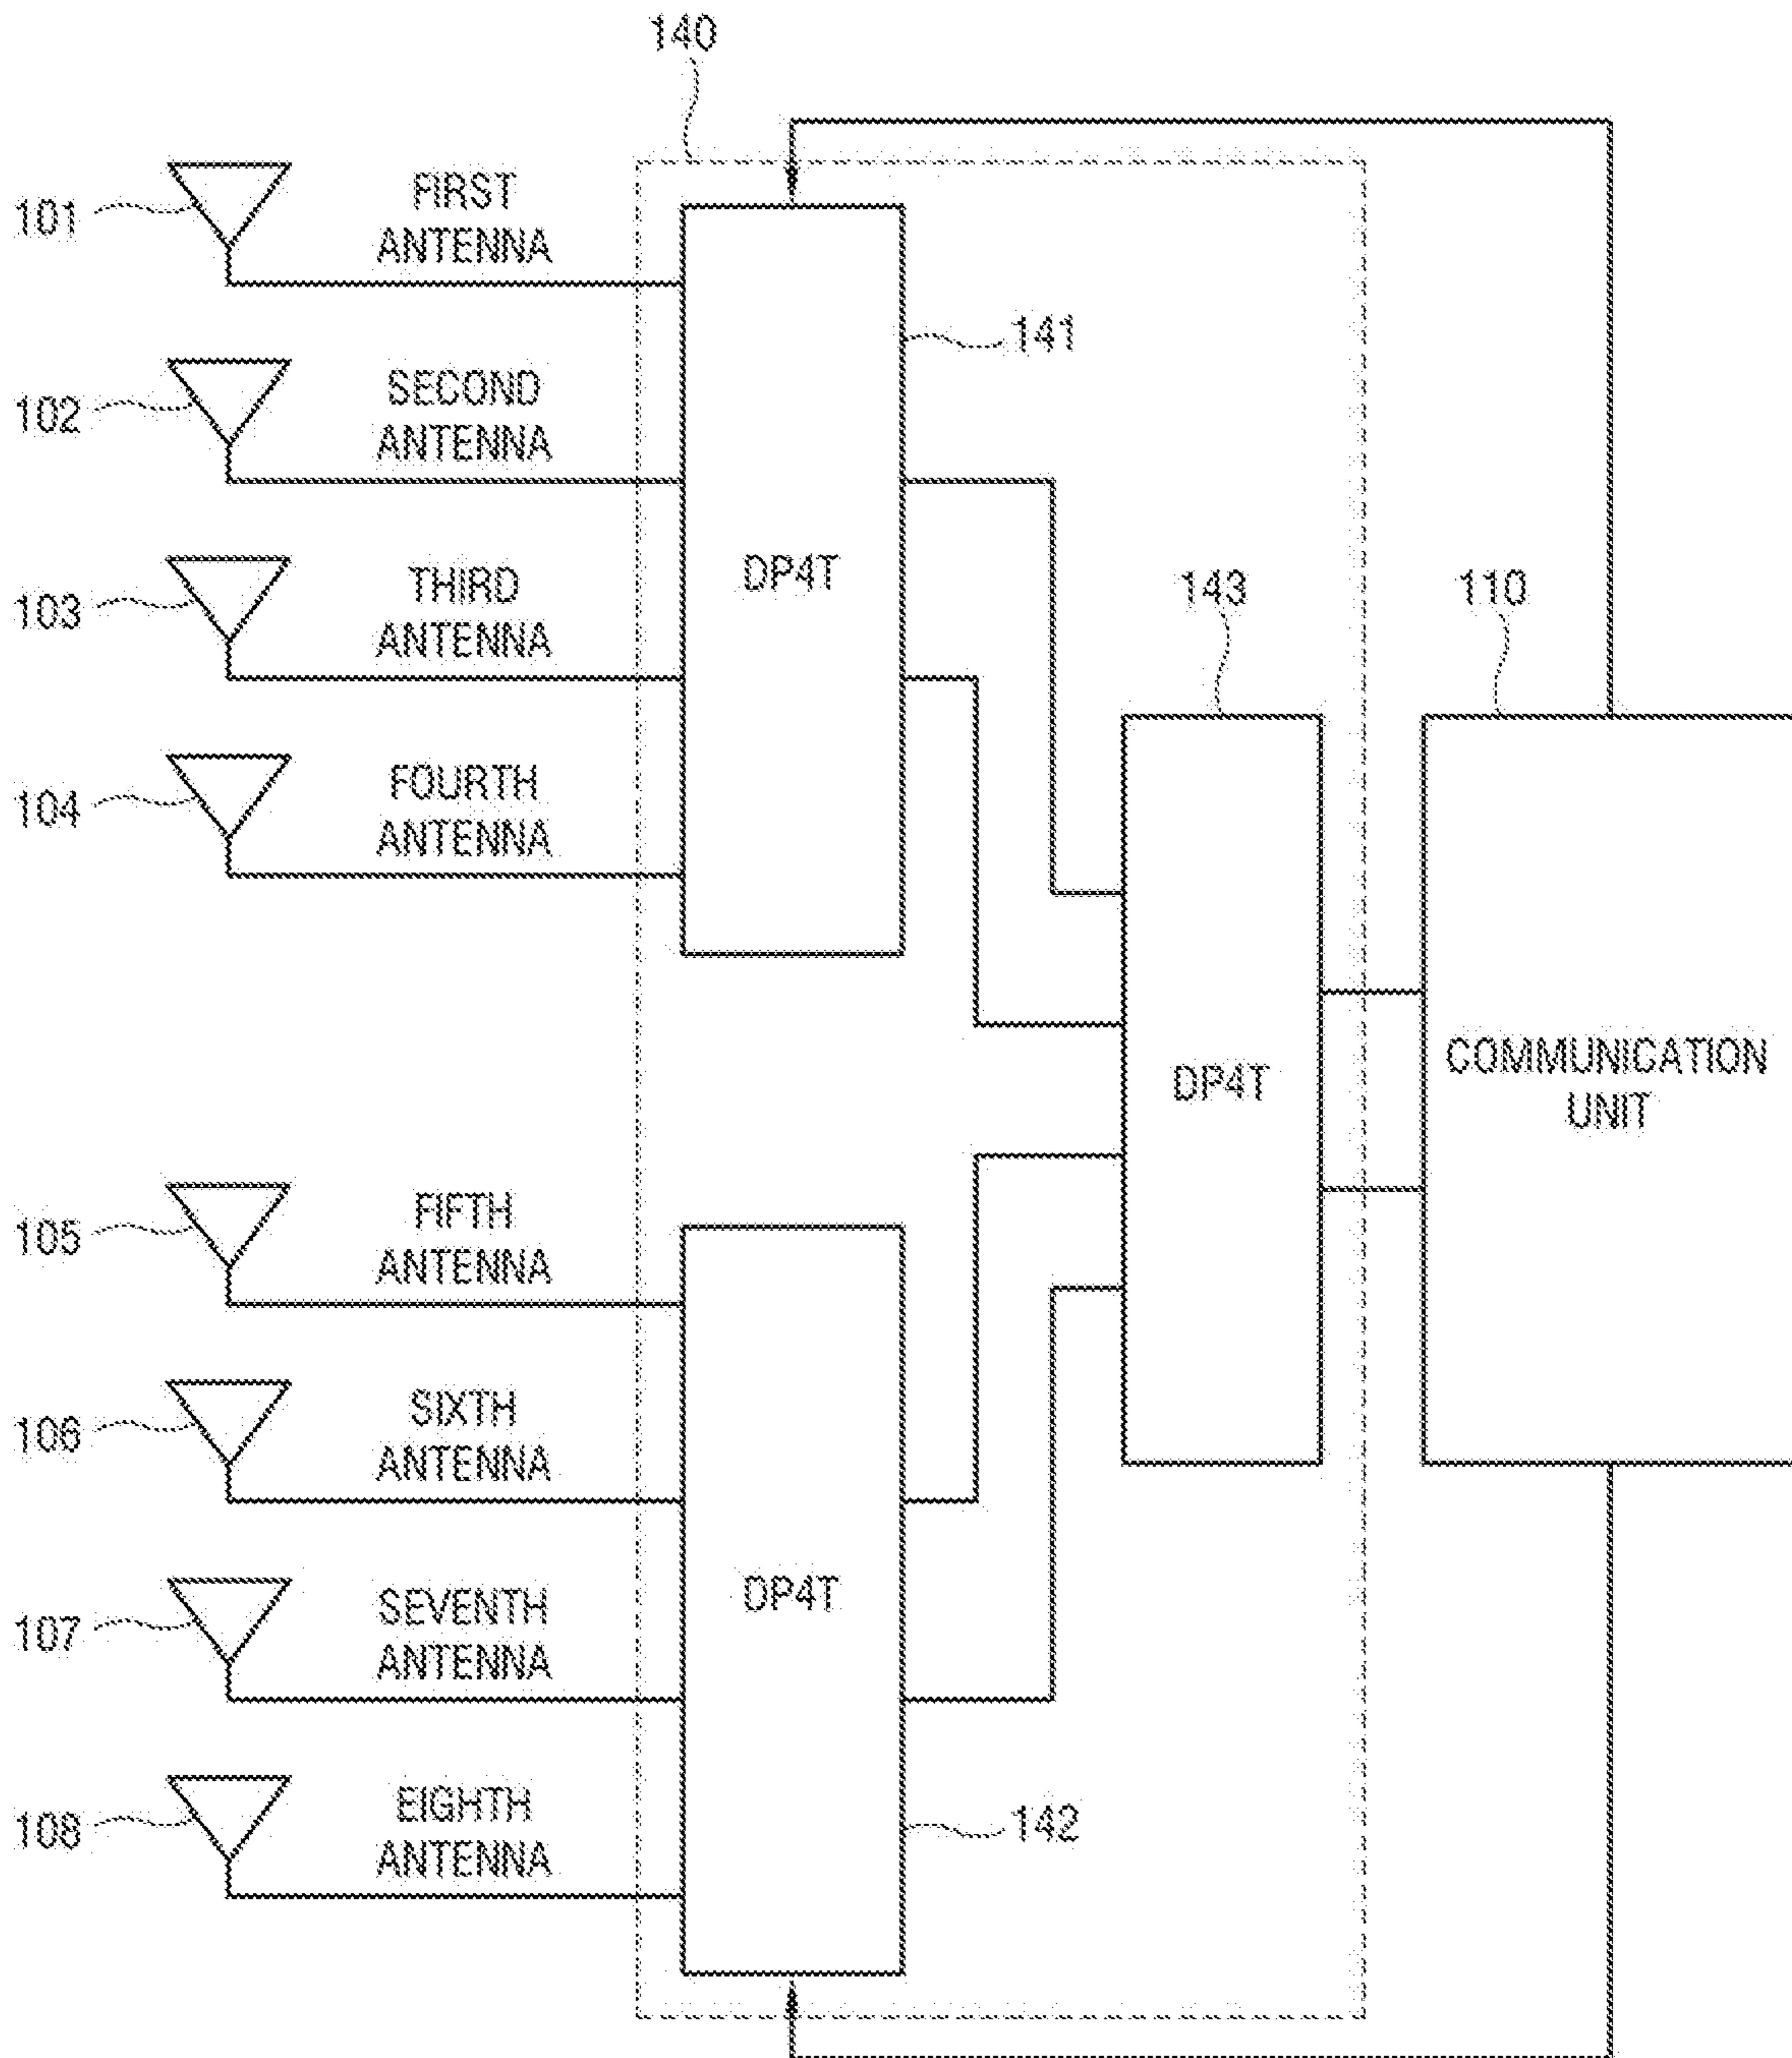 140
101
FIRST
ANTENNA
141
102
SECOND
ANTENNA
DP4T
103
THIRD
ANTENNA
143
110
104
FOURTH
ANTENNA
DP4T
COMMUNICATION
UNIT
105
FIFTH
ANTENNA
106
SIXTH
ANTENNA
DP4T
107
SEVENTH
ANTENNA
108
EIGHTH
ANTENNA
142